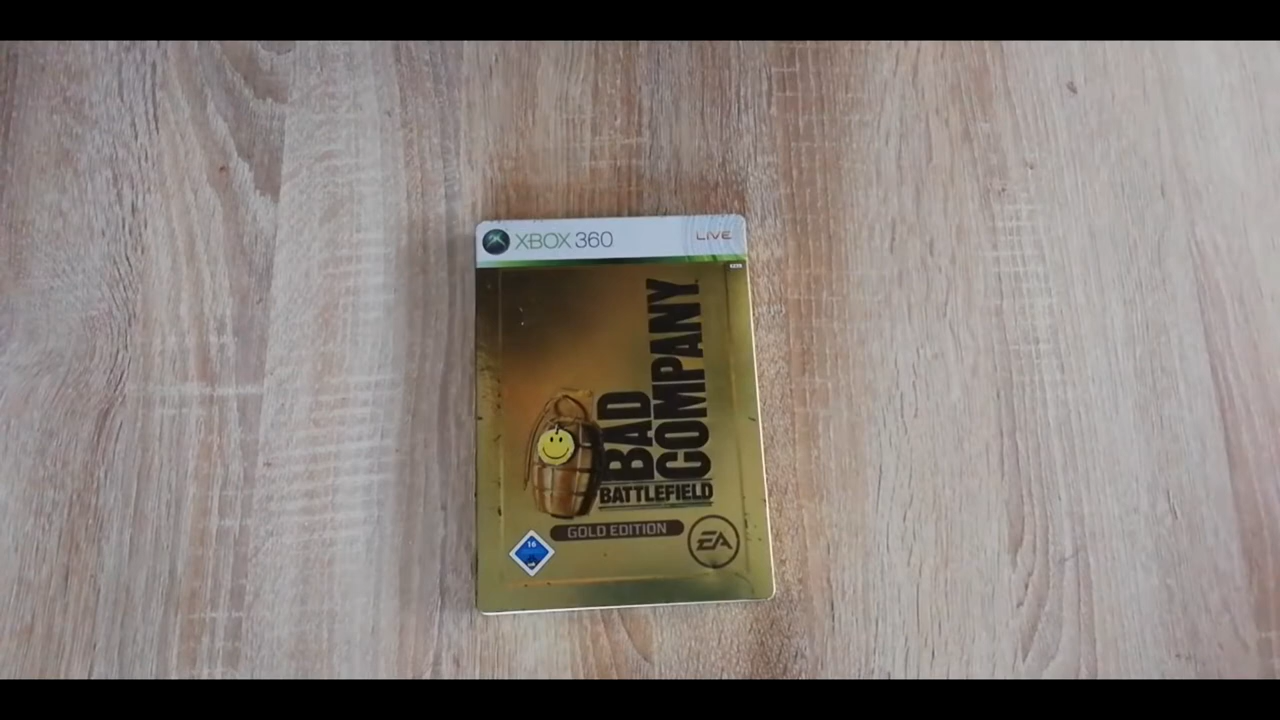 XBOX 360
LIVE
BAD
COMPANY
BATTLEFIELD
GOLD EDITION
16
EA